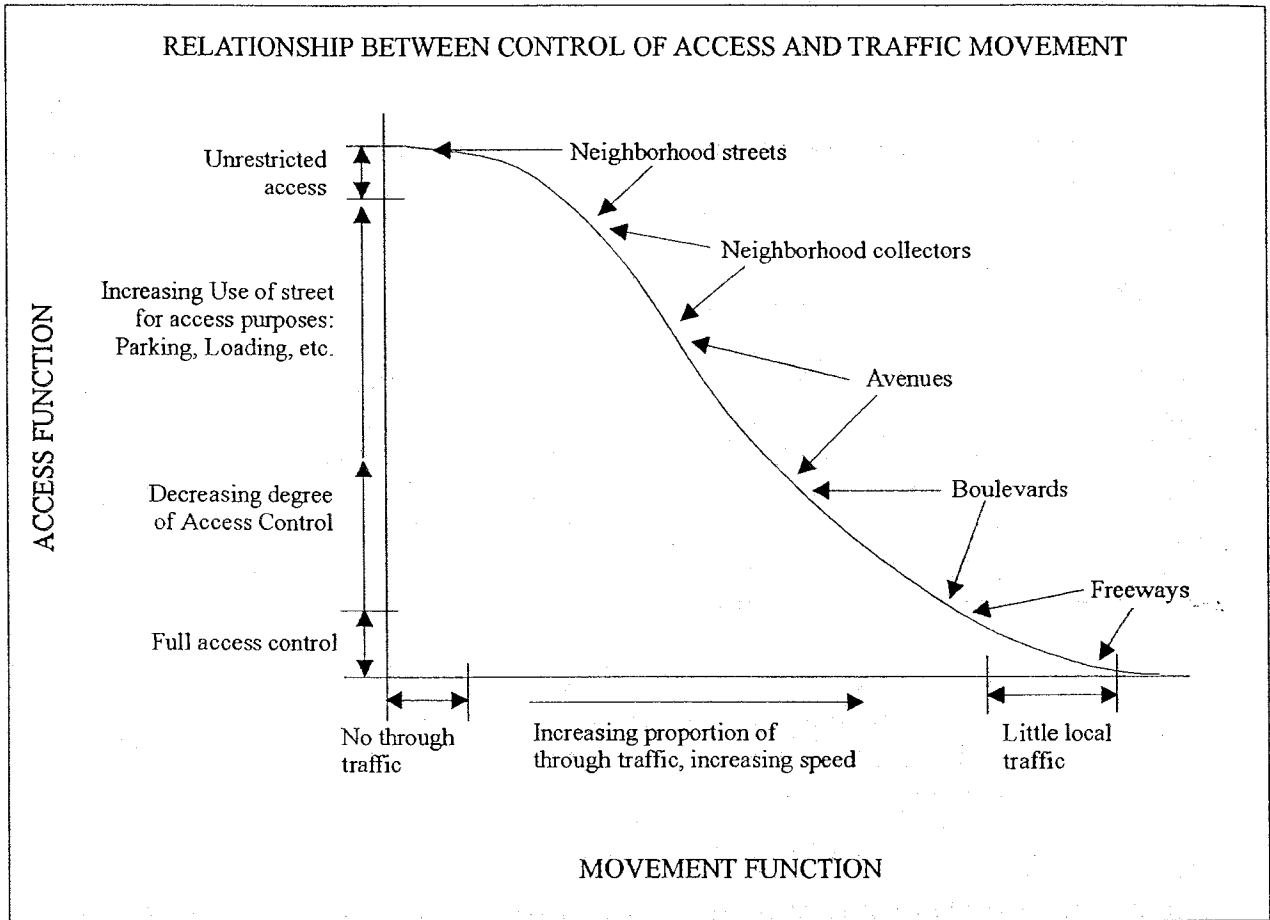 RELATIONSHIP BETWEEN CONTROL OF ACCESS AND TRAFFIC MOVEMENT
Unrestricted
access
Neighborhood streets
Neighborhood collectors
Increasing Use of street
for access purposes:
Parking, Loading, etc.
ACCESS FUNCTION
Avenues
Decreasing degree
of Access Control
Boulevards
Freeways
Full access control
No through
traffic
Increasing proportion of
through traffic, increasing speed
Little local
traffic
MOVEMENT FUNCTION